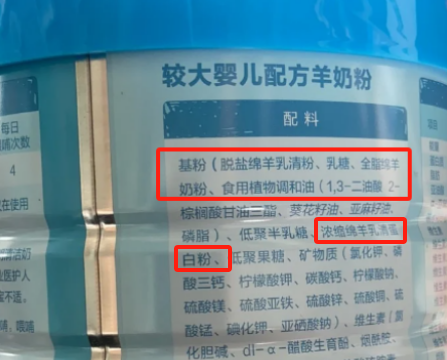 较大婴儿配方羊奶粉
配料
每日
哺次数
4
在使用
基粉（脱盐绵羊乳清粉、乳糖、全脂绵羊
奶粉、食用植物调和油（1,3-二油酸 2-
棕榈酸甘油三酯、葵花籽油、亚麻籽油、
磷脂）、低聚半乳糖、浓缩绵羊乳清蛋
白粉、低聚果糖、矿物质（氯化钾、磷
酸三钙、柠檬酸钾、碳酸钙、柠檬酸钠、
硫酸镁、硫酸亚铁、硫酸锌、硫酸铜、硫
酸锰、碘化钾、亚硒酸钠）、维生素（氯
化胆碱、dl-α-醋酸生育酚、烟酰胺、
医护人